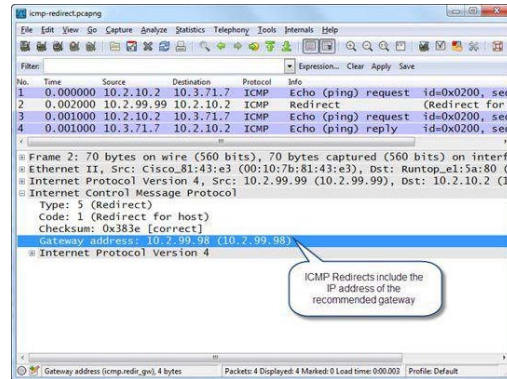 icmp-redirect.pcapng
File Edit View Go Capture Analyze Statistics Telephony Tools Internals Help
Filter: Expression... Clear Apply Save
No. Time Source Destination Protocol Info
1 0.000000 10.2.10.2 10.3.71.7 ICMP Echo (ping) request id=0x0200, seq
2 0.002000 10.2.99.99 10.2.10.2 ICMP Redirect (Redirect for
3 0.001000 10.2.10.2 10.3.71.7 ICMP Echo (ping) request id=0x0200, seq
4 0.001000 10.3.71.7 10.2.10.2 ICMP Echo (ping) reply id=0x0200, seq
Frame 2: 70 bytes on wire (560 bits), 70 bytes captured (560 bits) on interf
Ethernet II, Src: Cisco_81:43:e3 (00:10:7b:81:43:e3), Dst: Runtop_e1:5a:80 (
Internet Protocol Version 4, Src: 10.2.99.99 (10.2.99.99), Dst: 10.2.10.2 (1
Internet Control Message Protocol
Type: 5 (Redirect)
Code: 1 (Redirect for host)
Checksum: 0x383e [correct]
Gateway address: 10.2.99.98 (10.2.99.98)
Internet Protocol Version 4
ICMP Redirects include the
IP address of the
recommended gateway
Gateway address (icmp.redir_gw), 4 bytes Packets: 4 Displayed: 4 Marked: 0 Load time: 0:00.003 Profile: Default